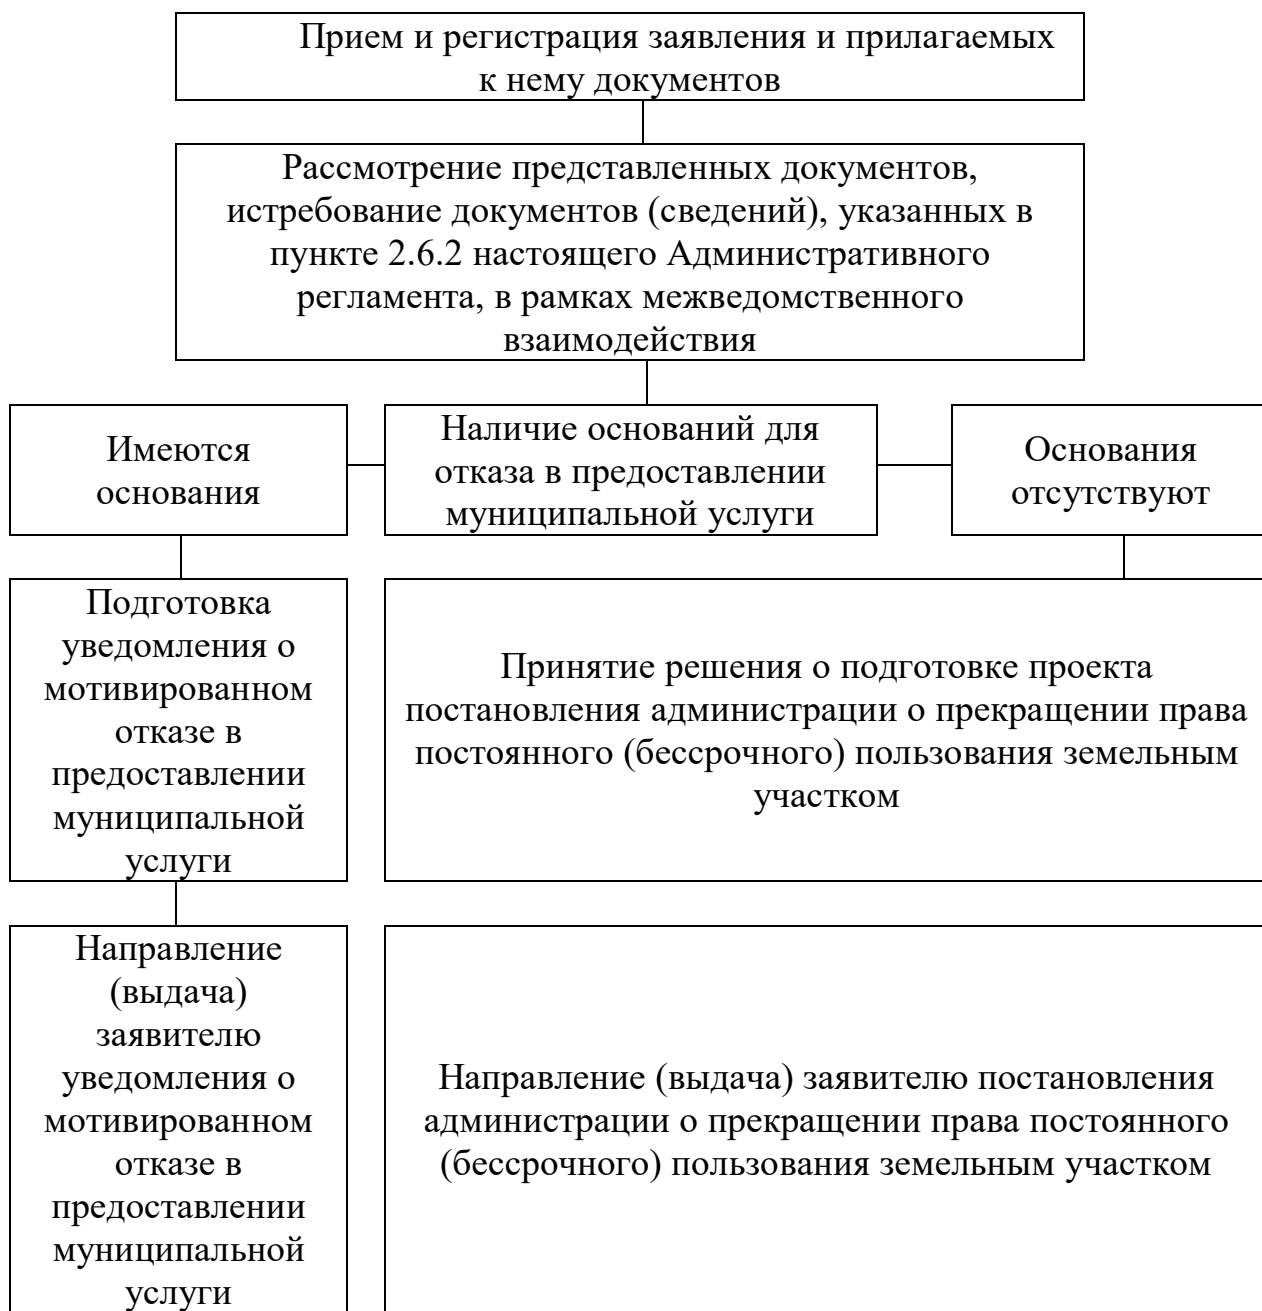 Прием и регистрация заявления и прилагаемых
к нему документов
Рассмотрение представленных документов,
истребование документов (сведений), указанных в
пункте 2.6.2 настоящего Административного
регламента, в рамках межведомственного
взаимодействия
Имеются
основания
Наличие оснований для
отказа в предоставлении
муниципальной услуги
Основания
отсутствуют
Подготовка
уведомления о
мотивированном
отказе в
предоставлении
муниципальной
услуги
Принятие решения о подготовке проекта
постановления администрации о прекращении права
постоянного (бессрочного) пользования земельным
участком
Направление
(выдача)
заявителю
уведомления о
мотивированном
отказе в
предоставлении
муниципальной
услуги
Направление (выдача) заявителю постановления
администрации о прекращении права постоянного
(бессрочного) пользования земельным участком